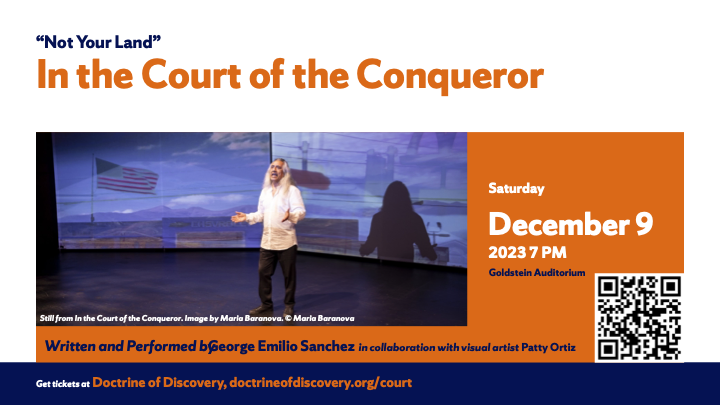 “Not Your Land”
In the Court of the Conqueror
Saturday
December 9
2023 7 PM
Goldstein Auditorium
Still from In the Court of the Conqueror. Image by Maria Baranova. © Maria Baranova
Written and Performed by George Emilio Sanchez in collaboration with visual artist Patty Ortiz
Get tickets at Doctrine of Discovery, doctrineofdiscovery.org/court